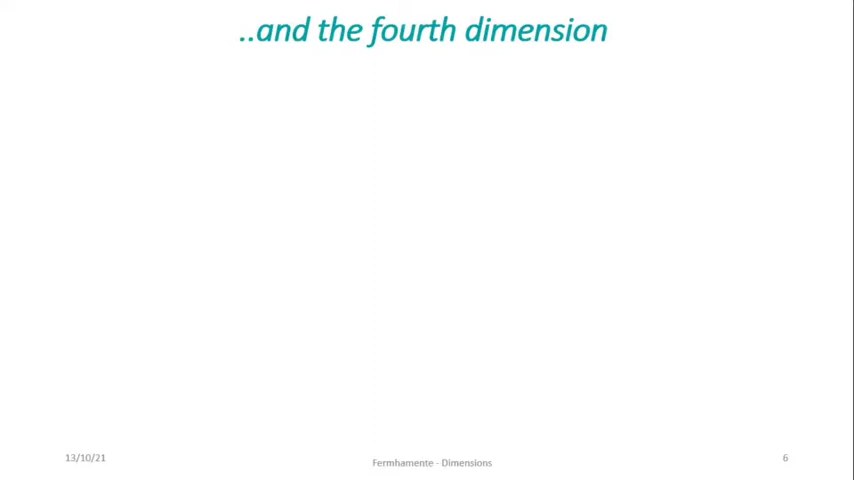 ..and the fourth dimension
13/10/21
Fermhamente - Dimensions
6